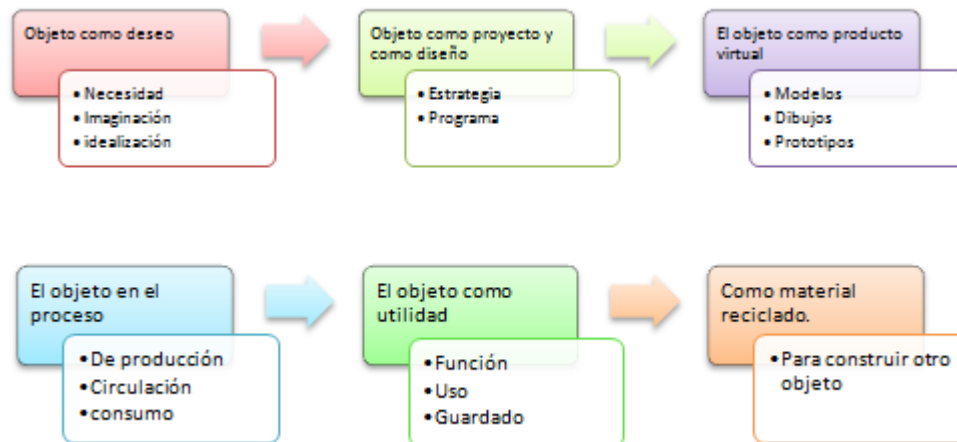 Objeto como deseo
• Necesidad
• Imaginación
• idealización
Objeto como proyecto y
como diseño
• Estrategia
• Programa
El objeto como producto
virtual
• Modelos
• Dibujos
• Prototipos
El objeto en el
proceso
• De producción
• Circulación
• consumo
El objeto como
utilidad
• Función
• Uso
• Guardado
Como material
reciclado.
• Para construir otro
objeto